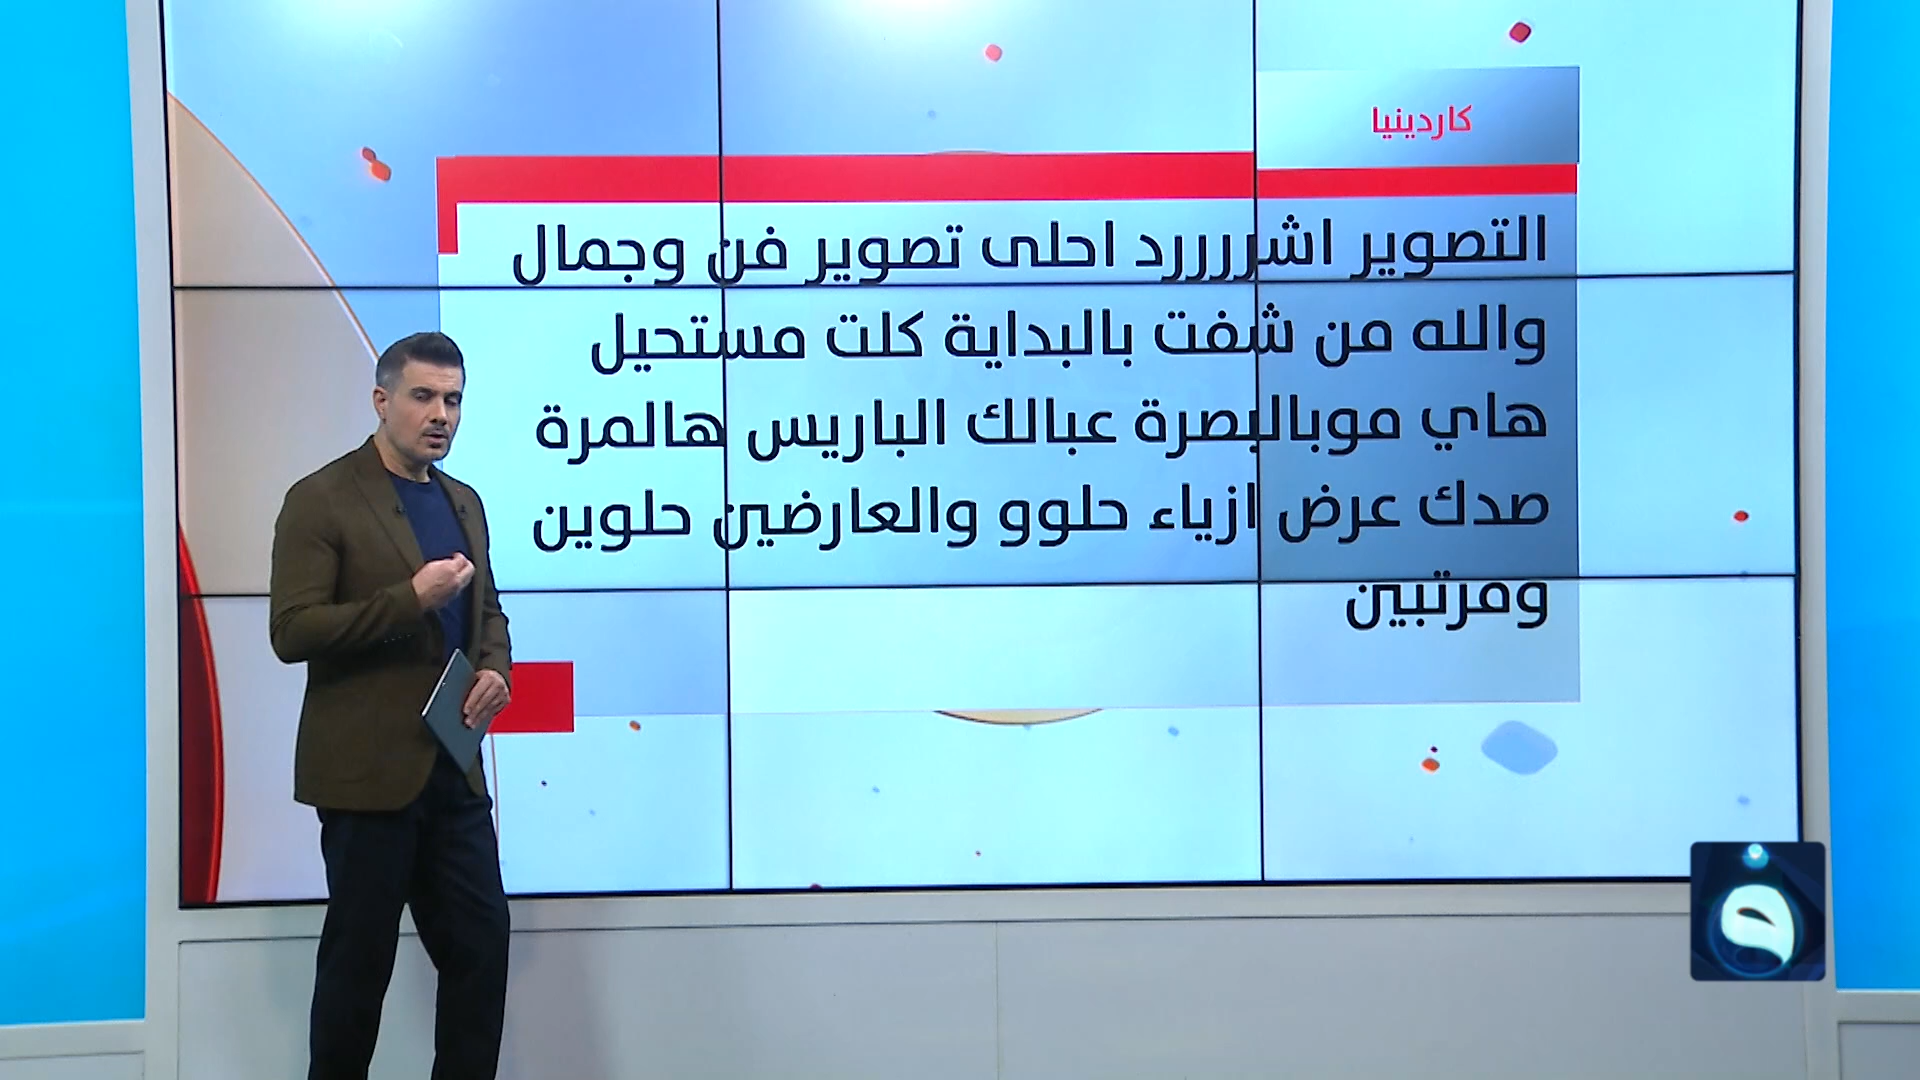 كاردينيا
التصوير اشررررد احلى تصوير فن وجمال
والله من شفت بالبداية كلت مستحيل
هاي موبالبصرة عبالك الباريس هالمرة
صدك عرض ازياء حلوو والعارضين حلوين
ومرتبين